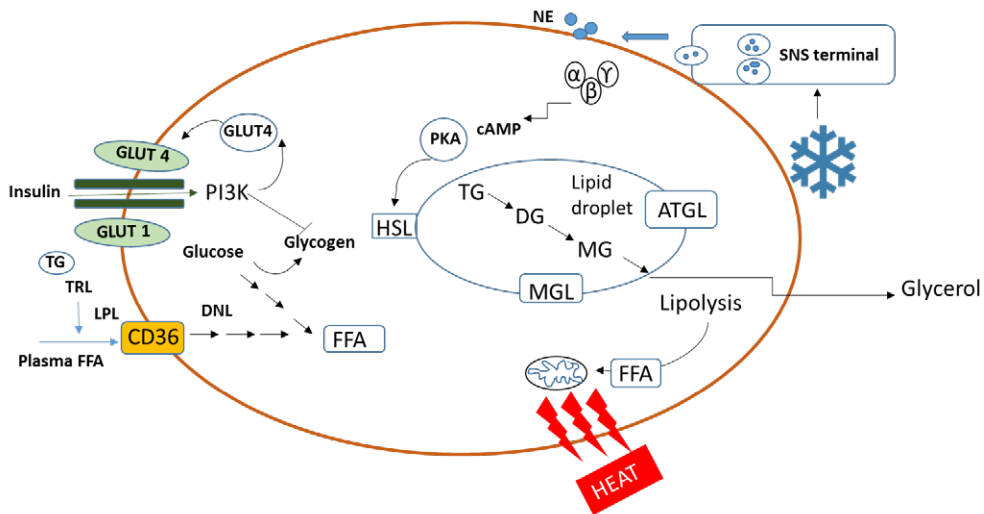 NE
SNS terminal
α
γ
β
cAMP
PKA
GLUT4
GLUT 4
Insulin
PI3K
GLUT 1
Glycogen
Glucose
TG
TRL
LPL
DNL
CD36
Plasma FFA
FFA
TG
Lipid
droplet
DG
ATGL
HSL
MG
MGL
Lipolysis
Glycerol
FFA
HEAT